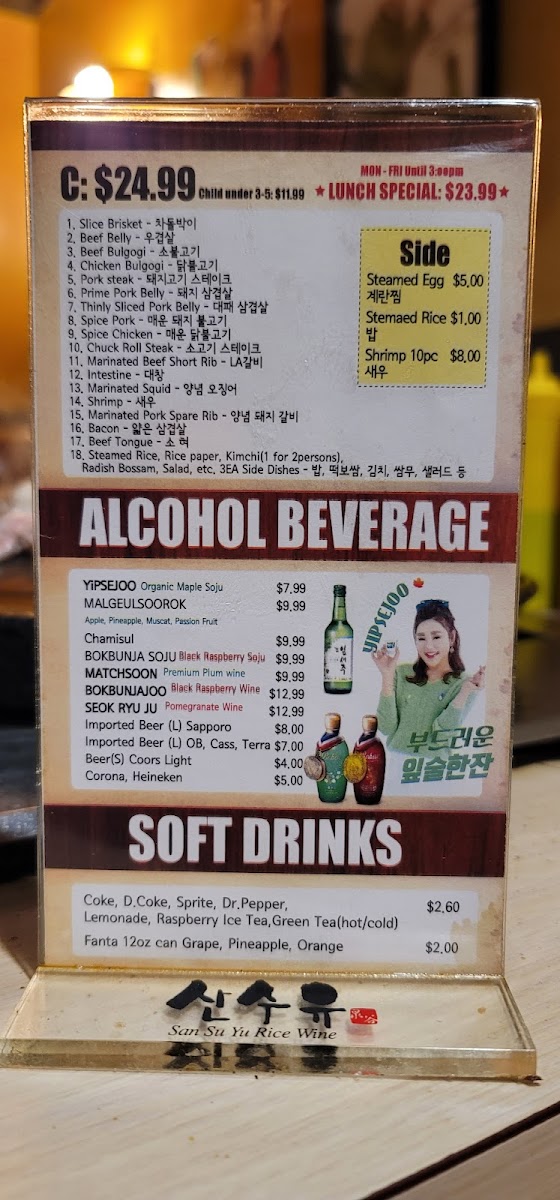 C: $24.99 Child under 3-5: $11.99
MON - FRI Until 3:00pm
★LUNCH SPECIAL: $23.99★
1. Slice Brisket - 차돌박이
2. Beef Belly - 우겹살
3. Beef Bulgogi - 소불고기
4. Chicken Bulgogi - 닭불고기
5. Pork steak - 돼지고기 스테이크
6. Prime Pork Belly - 돼지 삼겹살
7. Thinly Sliced Pork Belly - 대패 삼겹살
8. Spice Pork - 매운 돼지 불고기
9. Spice Chicken - 매운 닭불고기
10. Chuck Roll Steak - 소고기 스테이크
11. Marinated Beef Short Rib - LA갈비
12. Intestine - 대창
13. Marinated Squid - 양념 오징어
14. Shrimp - 새우
15. Marinated Pork Spare Rib - 양념 돼지 갈비
16. Bacon - 얇은 삼겹살
17. Beef Tongue - 소 혀
18. Steamed Rice, Rice paper, Kimchi(1 for 2persons),
Radish Bossam, Salad, etc. 3EA Side Dishes - 밥, 떡보쌈, 김치, 쌈무, 샐러드 등
Side
Steamed Egg $5.00
계란찜
Stemaed Rice $1.00
밥
Shrimp 10pc $8.00
새우
ALCOHOL BEVERAGE
YiPSEJOO Organic Maple Soju $7.99
MALGEULSOOROK $9.99
Apple, Pineapple, Muscat, Passion Fruit
Chamisul $9.99
BOKBUNJA SOJU Black Raspberry Soju $9.99
MATCHSOON Premium Plum wine $9.99
BOKBUNJAJOO Black Raspberry Wine $12.99
SEOK RYU JU Pomegranate Wine $12.99
Imported Beer (L) Sapporo $8.00
Imported Beer (L) OB, Cass, Terra $7.00
Beer(S) Coors Light $4.00
Corona, Heineken $5.00
YIPSEJOO
잎새주
부드러운
잎술한잔
SOFT DRINKS
Coke, D.Coke, Sprite, Dr.Pepper,
Lemonade, Raspberry Ice Tea,Green Tea(hot/cold) $2.60
Fanta 12oz can Grape, Pineapple, Orange $2.00
산수유
San Su Yu Rice Wine